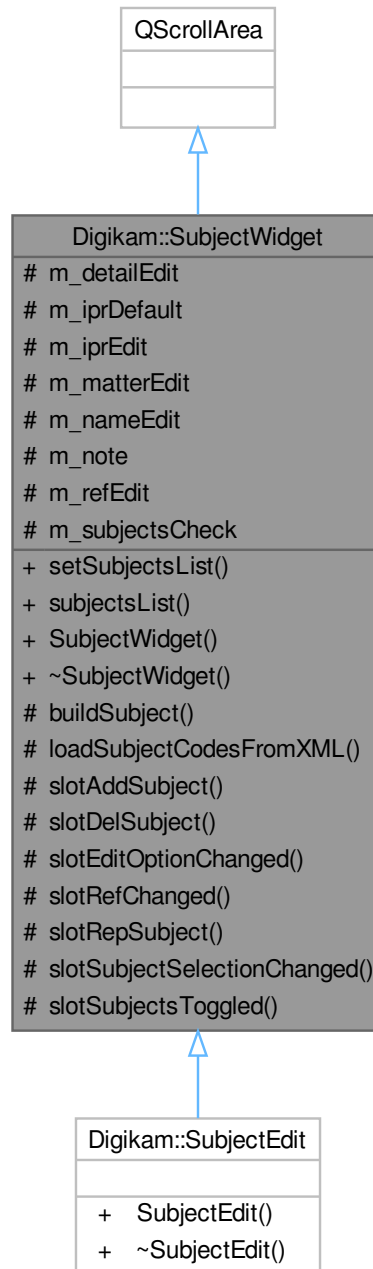 QScrollArea
Digikam::SubjectWidget
# m_detailEdit
# m_iprDefault
# m_iprEdit
# m_matterEdit
# m_nameEdit
# m_note
# m_refEdit
# m_subjectsCheck
+ setSubjectsList()
+ subjectsList()
+ SubjectWidget()
+ ~SubjectWidget()
# buildSubject()
# loadSubjectCodesFromXML()
# slotAddSubject()
# slotDelSubject()
# slotEditOptionChanged()
# slotRefChanged()
# slotRepSubject()
# slotSubjectSelectionChanged()
# slotSubjectsToggled()
Digikam::SubjectEdit
+ SubjectEdit()
+ ~SubjectEdit()